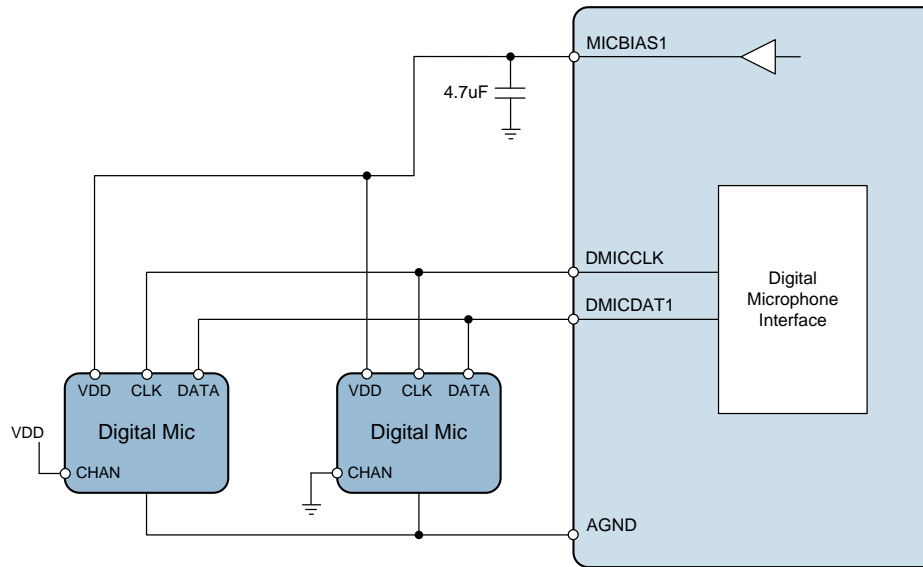 MICBIAS1
4.7uF
DMICCLK
DMICDAT1
Digital
Microphone
Interface
VDD CLK DATA
Digital Mic
VDD
CHAN
VDD CLK DATA
Digital Mic
CHAN
AGND